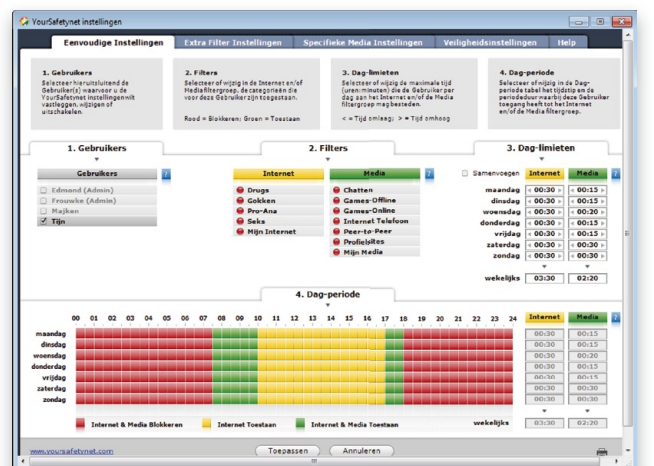 YourSafetynet instellingen
Eenvoudige Instellingen Extra Filter Instellingen Specifieke Media Instellingen Veiligheidsinstellingen Help
1. Gebruikers
Selecteer hier uitsluitend de
Gebruiker(s) waarvoor u de
YourSafetynet instellingen wilt
vastleggen, wijzigen of
uitschakelen.
2. Filters
Selecteer of wijzig in de Internet en/of
Media filtergroep, de categorieën die
voor deze Gebruiker zijn toegestaan.
Rood = Blokkeren; Groen = Toestaan
3. Dag-limieten
Selecteer of wijzig de maximale tijd
(uren:minuten) die de Gebruiker per
dag aan het Internet en/of de Media
filtergroep mag besteden.
< = Tijd omlaag; > = Tijd omhoog
4. Dag-periode
Selecteer of wijzig in de Dag-
periode tabel het tijdstip en de
periodeduur waarbij deze Gebruiker
toegang heeft tot het Internet
en/of de Media filtergroep.
1. Gebruikers
Gebruikers ?
Edmand (Admin)
Frouwke (Admin)
Majken
Tijn
2. Filters
Internet Media ?
Drugs Chatten
Gokken Games-Offline
Pro-Ana Games-Online
Seks Internet Telefoon
Mijn Internet Peer-to-Peer
Profielsites
Mijn Media
3. Dag-limieten
Samenvoegen Internet Media ?
maandag 00:30 00:15
dinsdag 00:30 00:15
woensdag 00:30 00:20
donderdag 00:30 00:15
vrijdag 00:30 00:15
zaterdag 00:30 00:30
zondag 00:30 00:30
wekelijks 03:30 02:20
4. Dag-periode
00 01 02 03 04 05 06 07 08 09 10 11 12 13 14 15 16 17 18 19 20 21 22 23 24 Internet Media ?
maandag 00:30 00:15
dinsdag 00:30 00:15
woensdag 00:30 00:20
donderdag 00:30 00:15
vrijdag 00:30 00:15
zaterdag 00:30 00:30
zondag 00:30 00:30
Internet & Media Blokkeren Internet Toestaan Internet & Media Toestaan wekelijks 03:30 02:20
www.yoursafetynet.com Toepassen Annuleren